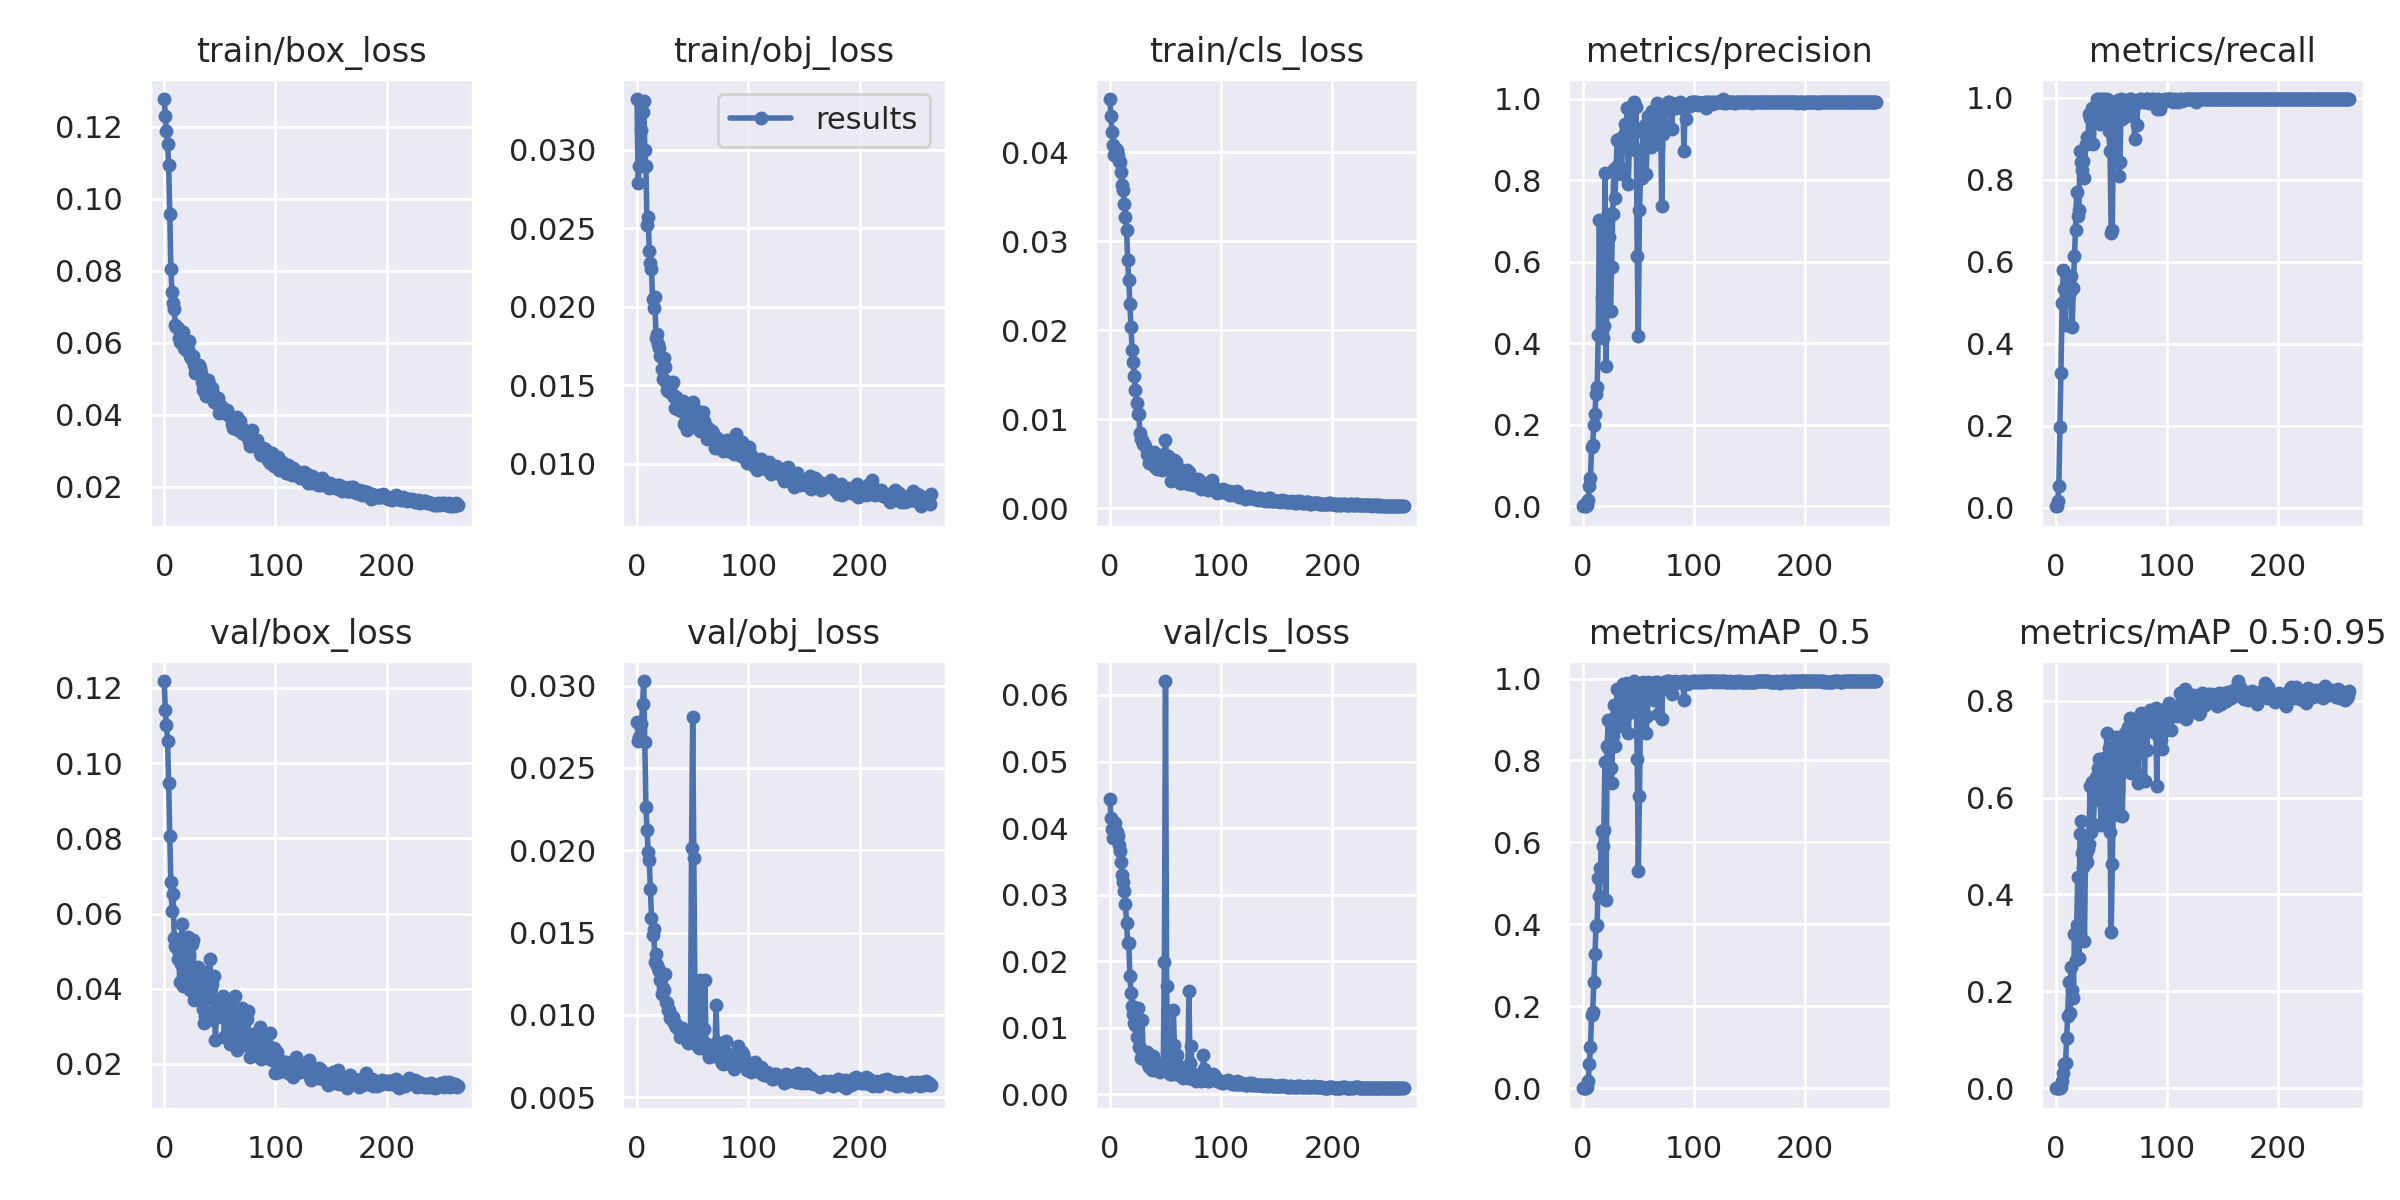 train/box_loss
0.12
0.10
0.08
0.06
0.04
0.02
0 100 200
train/obj_loss
results
0.030
0.025
0.020
0.015
0.010
0 100 200
train/cls_loss
0.04
0.03
0.02
0.01
0.00
0 100 200
metrics/precision
1.0
0.8
0.6
0.4
0.2
0.0
0 100 200
metrics/recall
1.0
0.8
0.6
0.4
0.2
0.0
0 100 200
val/box_loss
0.12
0.10
0.08
0.06
0.04
0.02
0 100 200
val/obj_loss
0.030
0.025
0.020
0.015
0.010
0.005
0 100 200
val/cls_loss
0.06
0.05
0.04
0.03
0.02
0.01
0.00
0 100 200
metrics/mAP_0.5
1.0
0.8
0.6
0.4
0.2
0.0
0 100 200
metrics/mAP_0.5:0.95
0.8
0.6
0.4
0.2
0.0
0 100 200